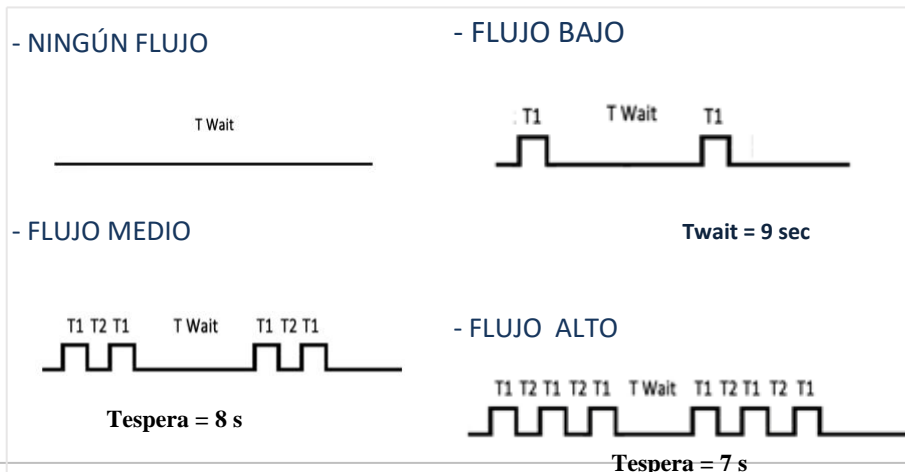 - NINGÚN FLUJO
T Wait
- FLUJO BAJO
T1 T Wait T1
Twait = 9 sec
- FLUJO MEDIO
T1 T2 T1 T Wait T1 T2 T1
Tespera = 8 s
- FLUJO ALTO
T1 T2 T1 T2 T1 T Wait T1 T2 T1 T2 T1
Tespera = 7 s